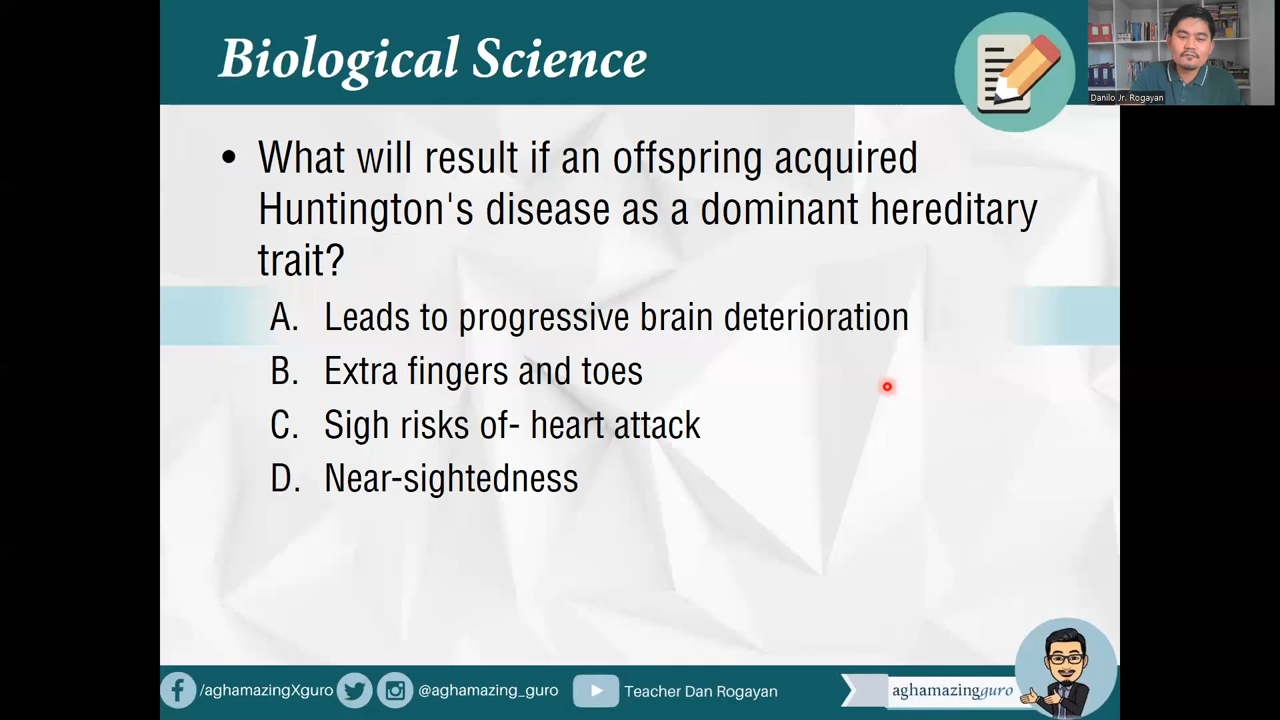 Biological Science
Danilo Jr. Rogayan
• What will result if an offspring acquired
Huntington's disease as a dominant hereditary
trait?
A. Leads to progressive brain deterioration
B. Extra fingers and toes
C. Sigh risks of- heart attack
D. Near-sightedness
/aghamazingXguro
@aghamazing_guro
Teacher Dan Rogayan
aghamazingguro